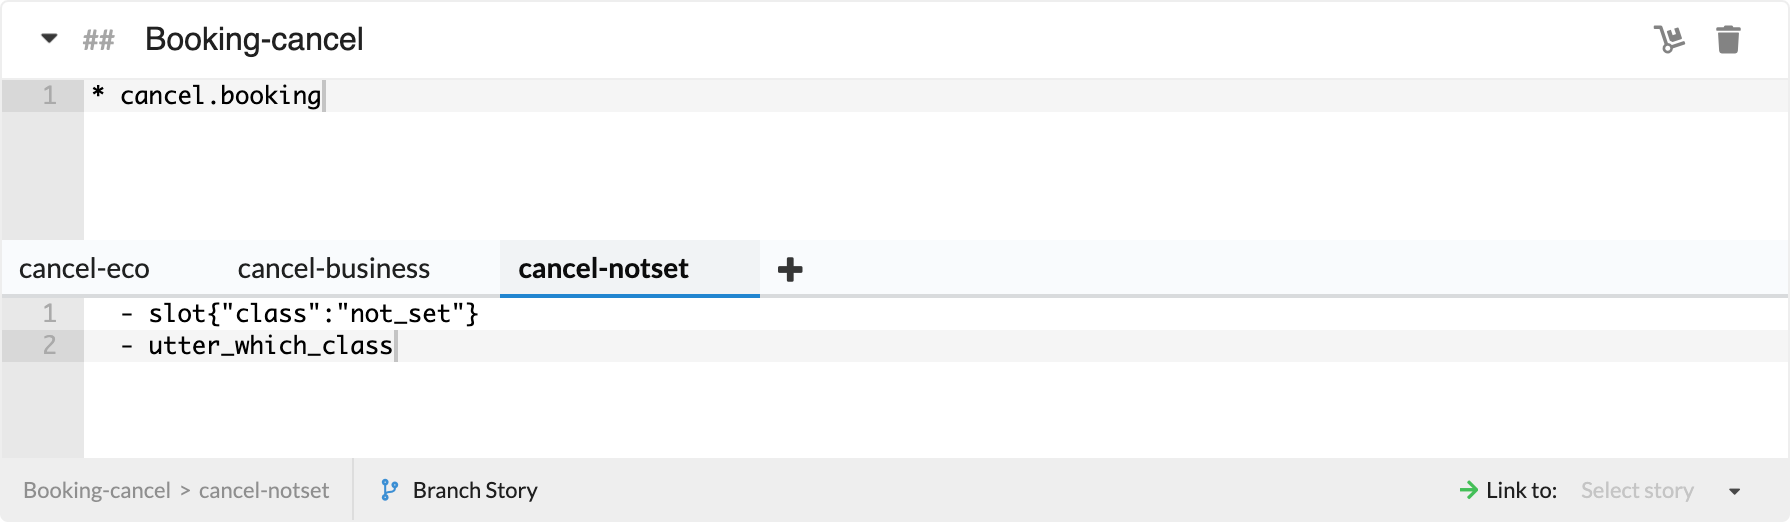 ## Booking-cancel
1 * cancel.booking
cancel-eco cancel-business cancel-notset
1 - slot{"class":"not_set"}
2 - utter_which_class
Booking-cancel > cancel-notset Branch Story Link to: Select story